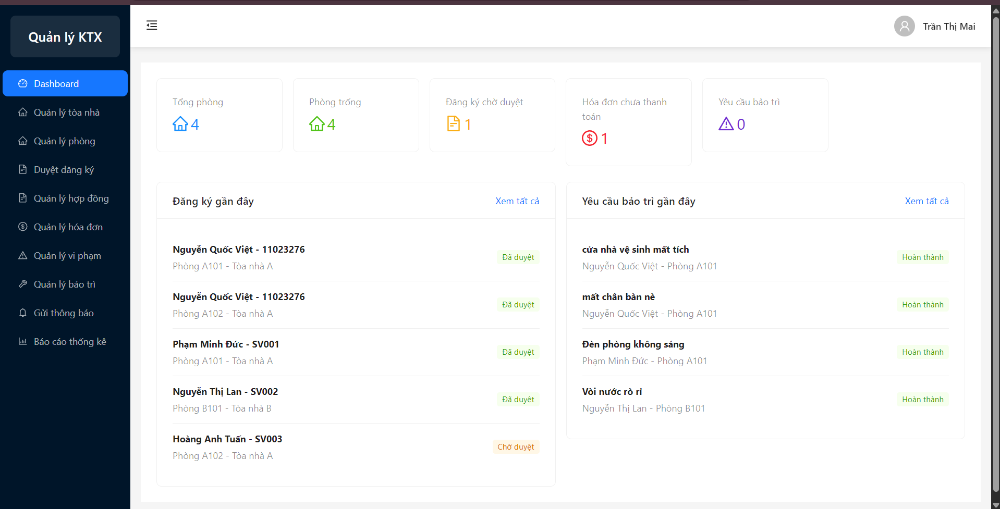 Quản lý KTX
Dashboard
Quản lý tòa nhà
Quản lý phòng
Duyệt đăng ký
Quản lý hợp đồng
Quản lý hóa đơn
Quản lý vi phạm
Quản lý bảo trì
Gửi thông báo
Báo cáo thống kê
Trần Thị Mai
Tổng phòng
4
Phòng trống
4
Đăng ký chờ duyệt
1
Hóa đơn chưa thanh
toán
1
Yêu cầu bảo trì
0
Đăng ký gần đây
Xem tất cả
Nguyễn Quốc Việt - 11023276
Phòng A101 - Tòa nhà A
Đã duyệt
Nguyễn Quốc Việt - 11023276
Phòng A102 - Tòa nhà A
Đã duyệt
Phạm Minh Đức - SV001
Phòng A101 - Tòa nhà A
Đã duyệt
Nguyễn Thị Lan - SV002
Phòng B101 - Tòa nhà B
Đã duyệt
Hoàng Anh Tuấn - SV003
Phòng A102 - Tòa nhà A
Chờ duyệt
Yêu cầu bảo trì gần đây
Xem tất cả
cửa nhà vệ sinh mất tích
Nguyễn Quốc Việt - Phòng A101
Hoàn thành
mất chân bàn nè
Nguyễn Quốc Việt - Phòng A101
Hoàn thành
Đèn phòng không sáng
Phạm Minh Đức - Phòng A101
Hoàn thành
Vòi nước rò rỉ
Nguyễn Thị Lan - Phòng B101
Hoàn thành